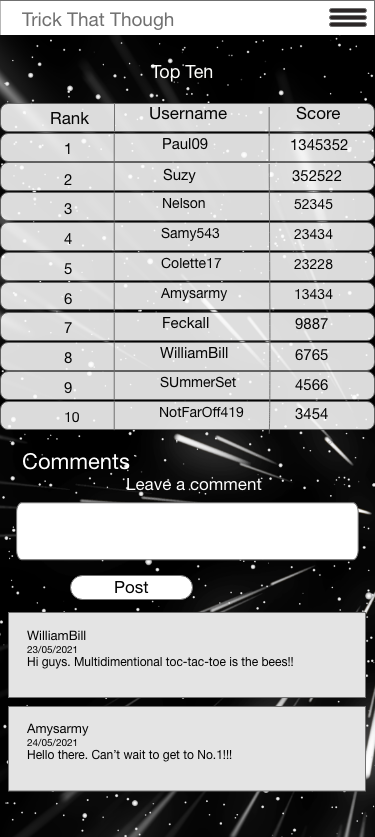 Trick That Though
Top Ten
Rank Username Score
1 Paul09 1345352
2 Suzy 352522
3 Nelson 52345
4 Samy543 23434
5 Colette17 23228
6 Amysarmy 13434
7 Feckall 9887
8 WilliamBill 6765
9 SUmmerSet 4566
10 NotFarOff419 3454
Comments
Leave a comment
Post
WilliamBill
23/05/2021
Hi guys. Multidimentional toc-tac-toe is the bees!!
Amysarmy
24/05/2021
Hello there. Can't wait to get to No.1!!!